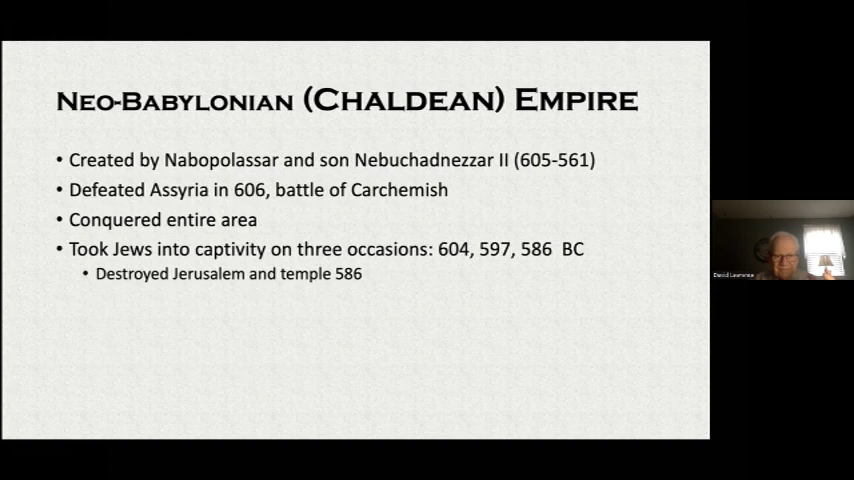 Neo-Babylonian (Chaldean) Empire
• Created by Nabopolassar and son Nebuchadnezzar II (605-561)
• Defeated Assyria in 606, battle of Carchemish
• Conquered entire area
• Took Jews into captivity on three occasions: 604, 597, 586 BC
• Destroyed Jerusalem and temple 586
David Lawrence